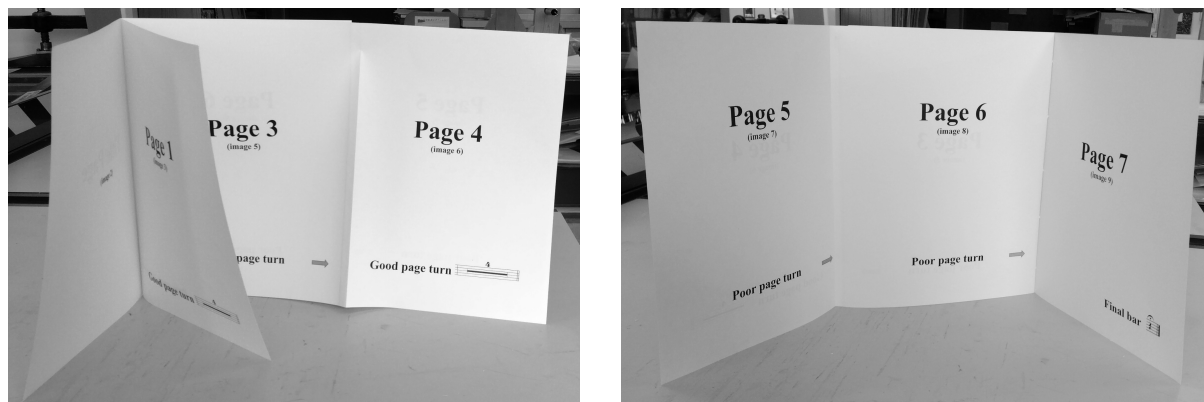 Page 1
Page 3
(image 5)
Page 4
(image 6)
Good page turn
4
page turn
Good page turn
4
Page 5
(image 7)
Page 6
(image 8)
Page 7
(image 9)
Poor page turn
Poor page turn
Final bar